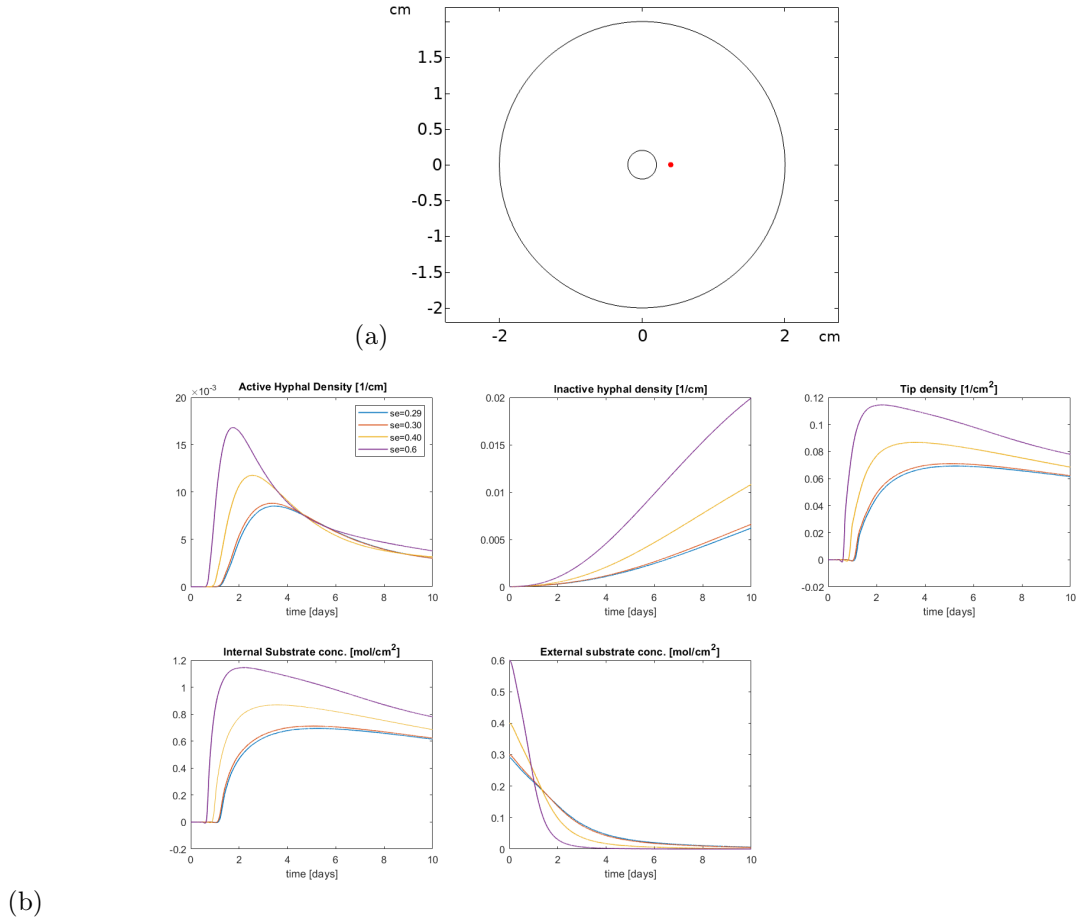 cm
1.5
1
0.5
0
-0.5
-1
-1.5
-2
-2 0 2 cm
(a)
Active Hyphal Density [1/cm]
×10⁻³
20
15
10
5
0
0 2 4 6 8 10
time [days]
se=0.29
se=0.30
se=0.40
se=0.6
Inactive hyphal density [1/cm]
0.02
0.015
0.01
0.005
0
0 2 4 6 8 10
time [days]
Tip density [1/cm²]
0.12
0.1
0.08
0.06
0.04
0.02
0
-0.02
0 2 4 6 8 10
time [days]
Internal Substrate conc. [mol/cm²]
1.2
1
0.8
0.6
0.4
0.2
0
-0.2
0 2 4 6 8 10
time [days]
External substrate conc. [mol/cm²]
0.6
0.5
0.4
0.3
0.2
0.1
0
0 2 4 6 8 10
time [days]
(b)